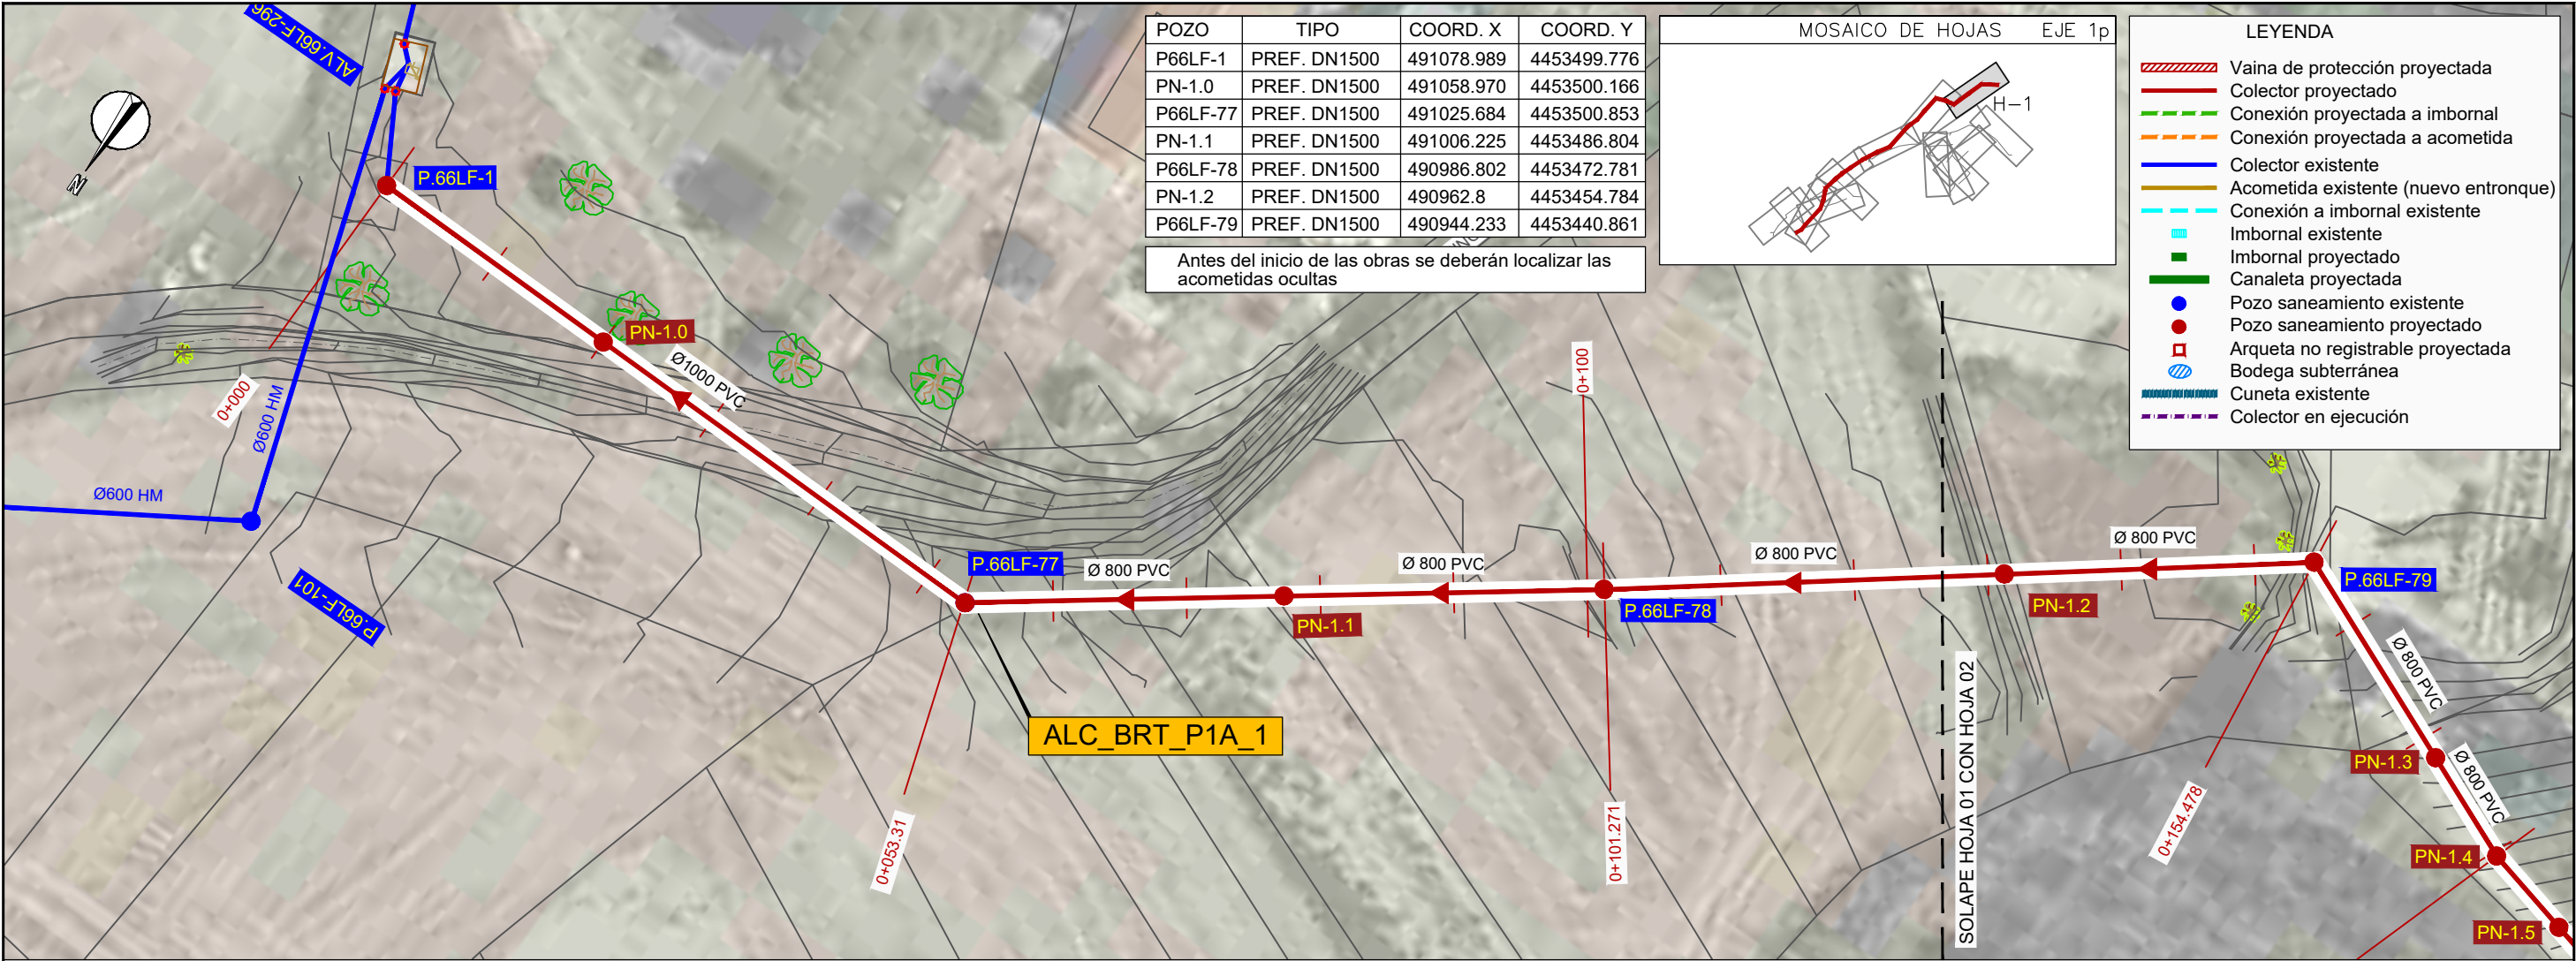 ALV.66LF-296
N
P.66LF-1
0+000
Ø600 HM
Ø600 HM
P.66LF-101
PN-1.0
Ø1000 PVC
P.66LF-77
Ø 800 PVC
ALC_BRT_P1A_1
0+053.31
PN-1.1
Ø 800 PVC
0+100
P.66LF-78
0+101.271
Ø 800 PVC
SOLAPE HOJA 01 CON HOJA 02
PN-1.2
Ø 800 PVC
P.66LF-79
0+154.478
Ø 800 PVC
PN-1.3
Ø 800 PVC
PN-1.4
PN-1.5
POZO TIPO COORD. X COORD. Y
P66LF-1 PREF. DN1500 491078.989 4453499.776
PN-1.0 PREF. DN1500 491058.970 4453500.166
P66LF-77 PREF. DN1500 491025.684 4453500.853
PN-1.1 PREF. DN1500 491006.225 4453486.804
P66LF-78 PREF. DN1500 490986.802 4453472.781
PN-1.2 PREF. DN1500 490962.8 4453454.784
P66LF-79 PREF. DN1500 490944.233 4453440.861
Antes del inicio de las obras se deberán localizar las
acometidas ocultas
MOSAICO DE HOJAS EJE 1p
H-1
LEYENDA
Vaina de protección proyectada
Colector proyectado
Conexión proyectada a imbornal
Conexión proyectada a acometida
Colector existente
Acometida existente (nuevo entronque)
Conexión a imbornal existente
Imbornal existente
Imbornal proyectado
Canaleta proyectada
Pozo saneamiento existente
Pozo saneamiento proyectado
Arqueta no registrable proyectada
Bodega subterránea
Cuneta existente
Colector en ejecución